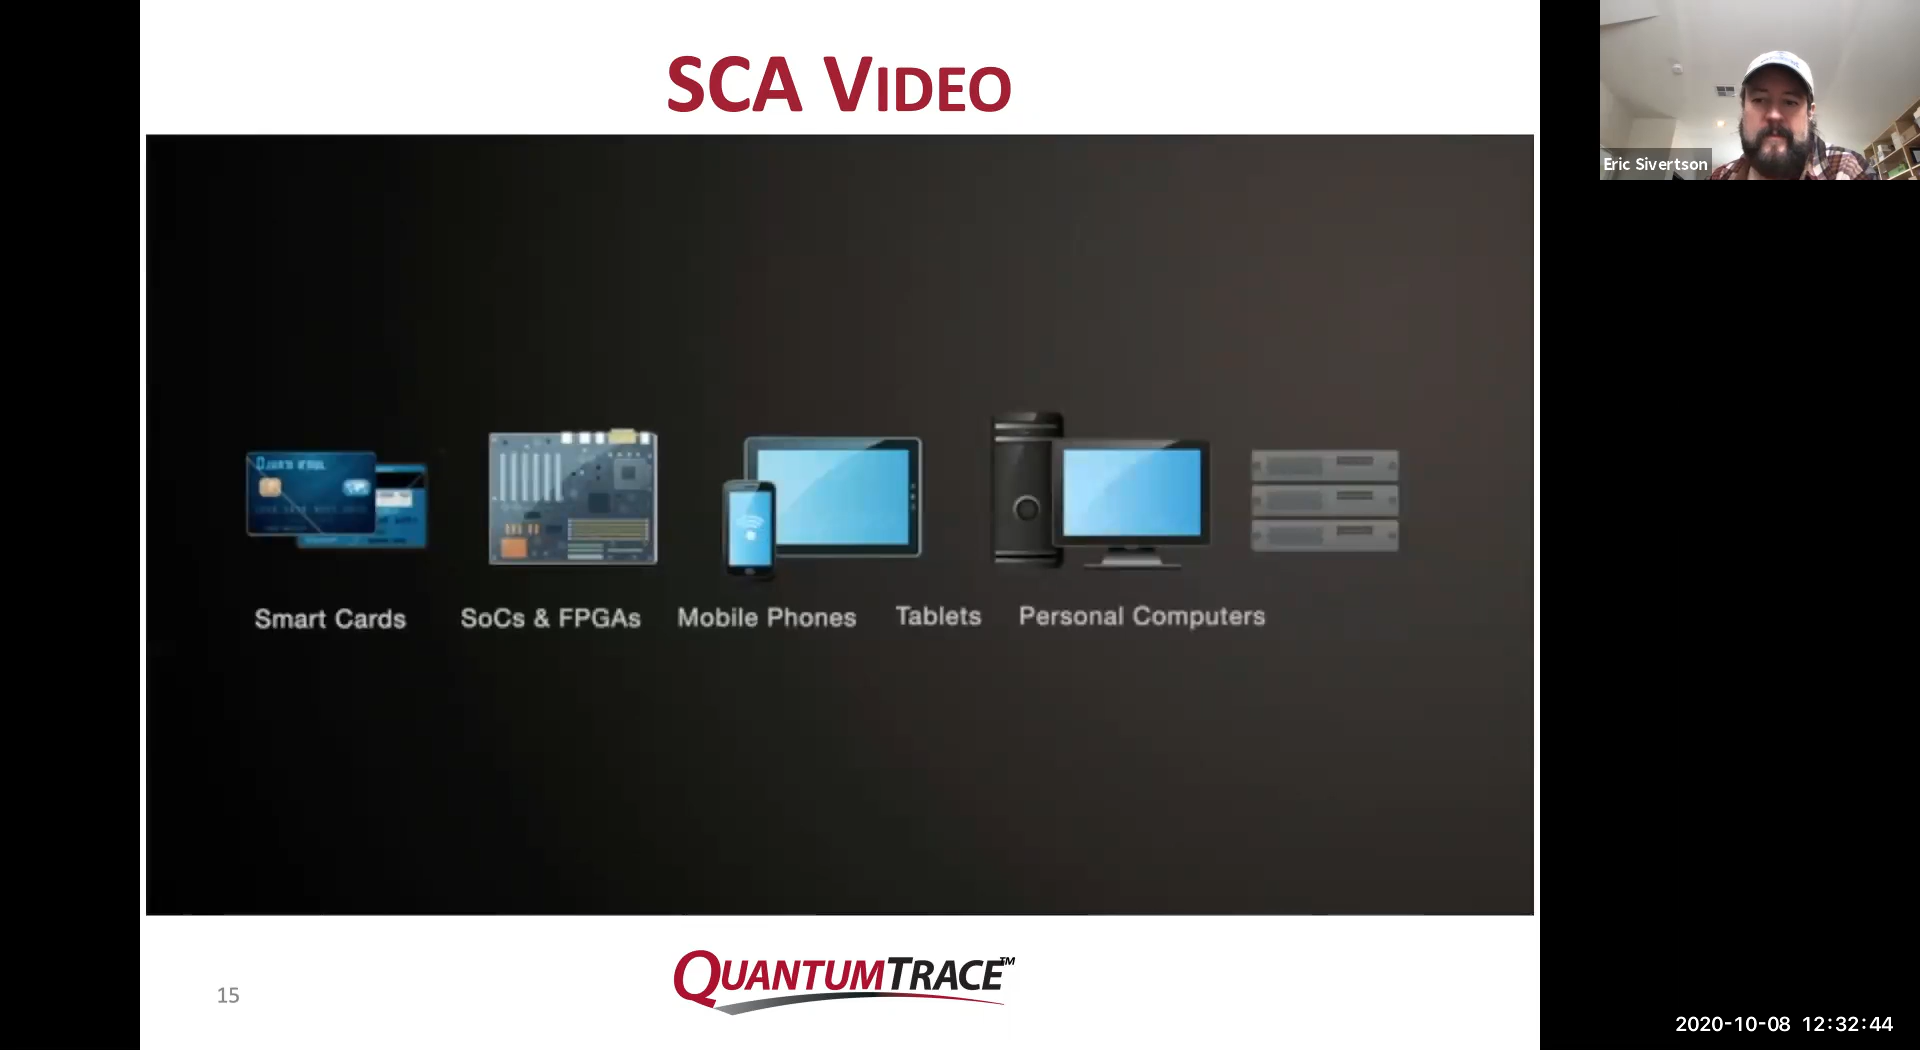 SCA VIDEO
Eric Sivertson
Smart Cards
SoCs & FPGAs
Mobile Phones
Tablets
Personal Computers
QUANTUMTRACE™
15
2020-10-08 12:32:44